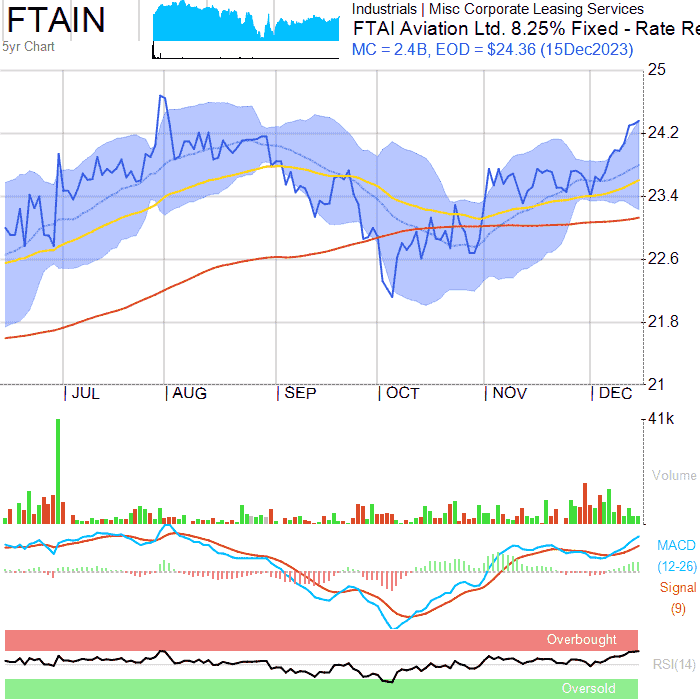 FTAIN
5yr Chart
Industrials | Misc Corporate Leasing Services
FTAI Aviation Ltd. 8.25% Fixed - Rate Re
MC = 2.4B, EOD = $24.36 (15Dec2023)
25
24.2
23.4
22.6
21.8
21
JUL
AUG
SEP
OCT
NOV
DEC
41k
Volume
MACD
(12-26)
Signal
(9)
Overbought
RSI(14)
Oversold